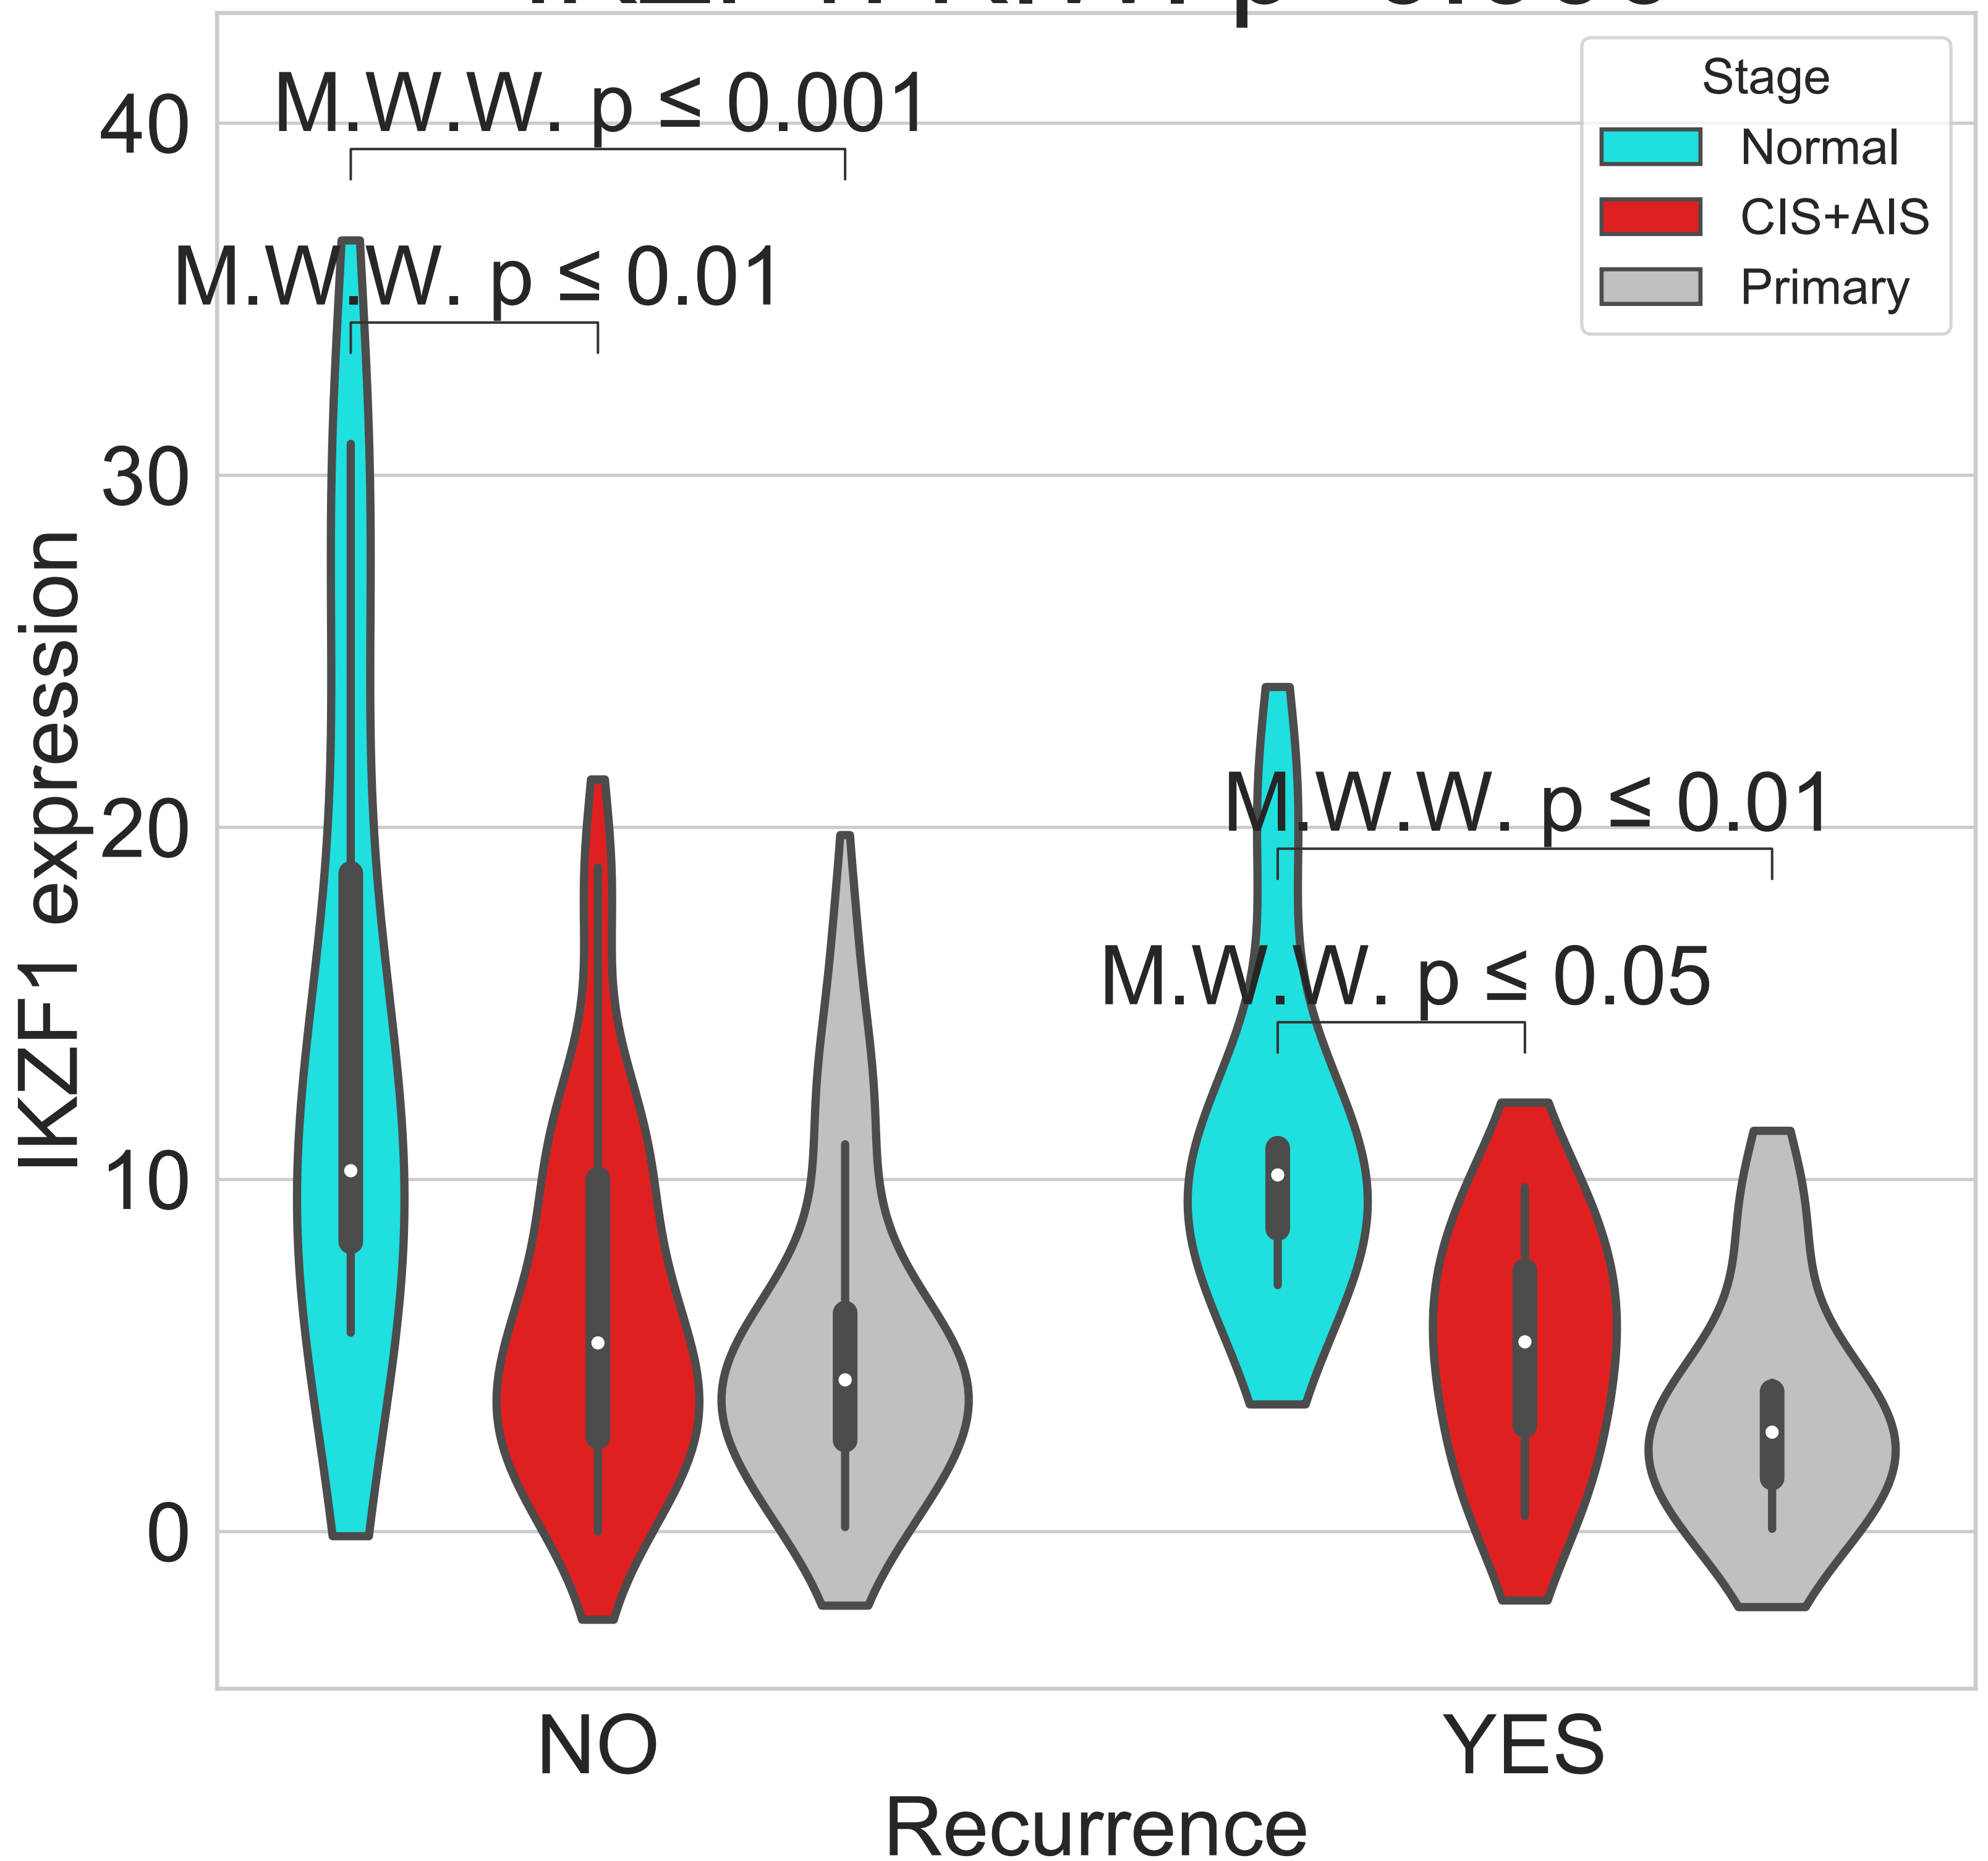 M.W.W. p ≤ 0.001
M.W.W. p ≤ 0.01
M.W.W. p ≤ 0.01
M.W.W. p ≤ 0.05
Stage
Normal
CIS+AIS
Primary
40
30
20
10
0
IKZF1 expression
NO
YES
Recurrence